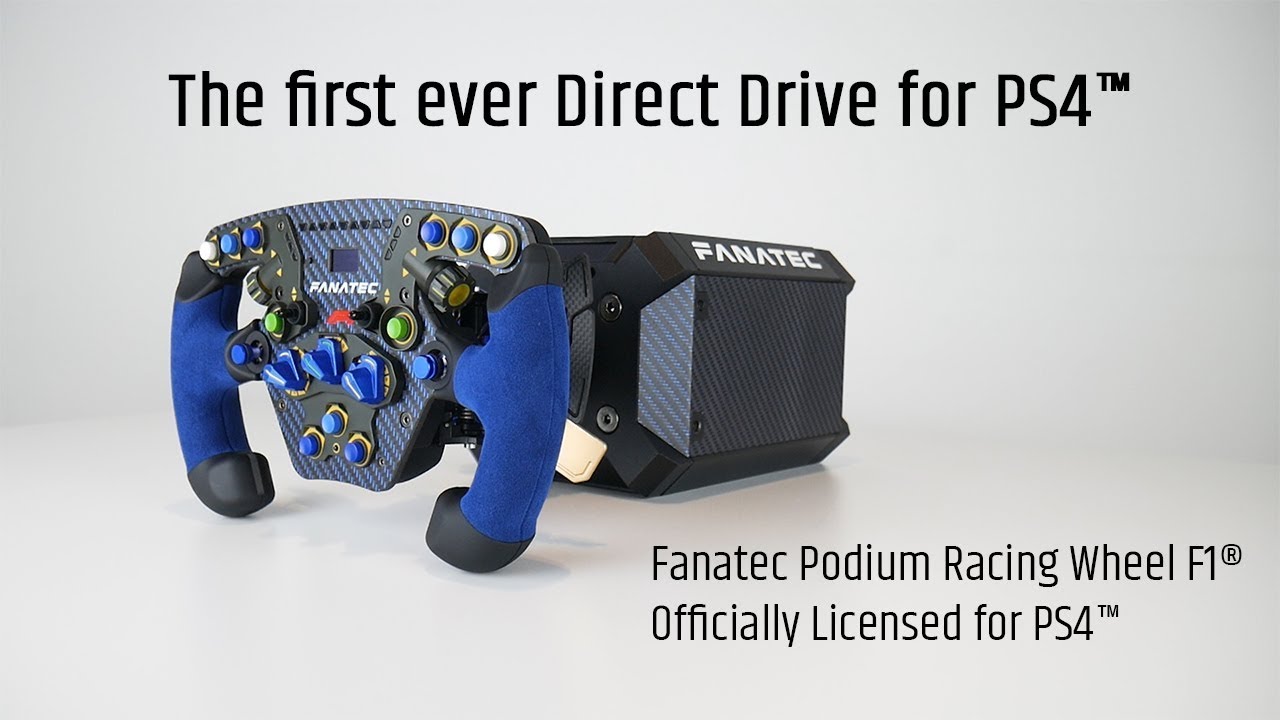 The first ever Direct Drive for PS4™
FANATEC
FANATEC
Fanatec Podium Racing Wheel F1®
Officially Licensed for PS4™